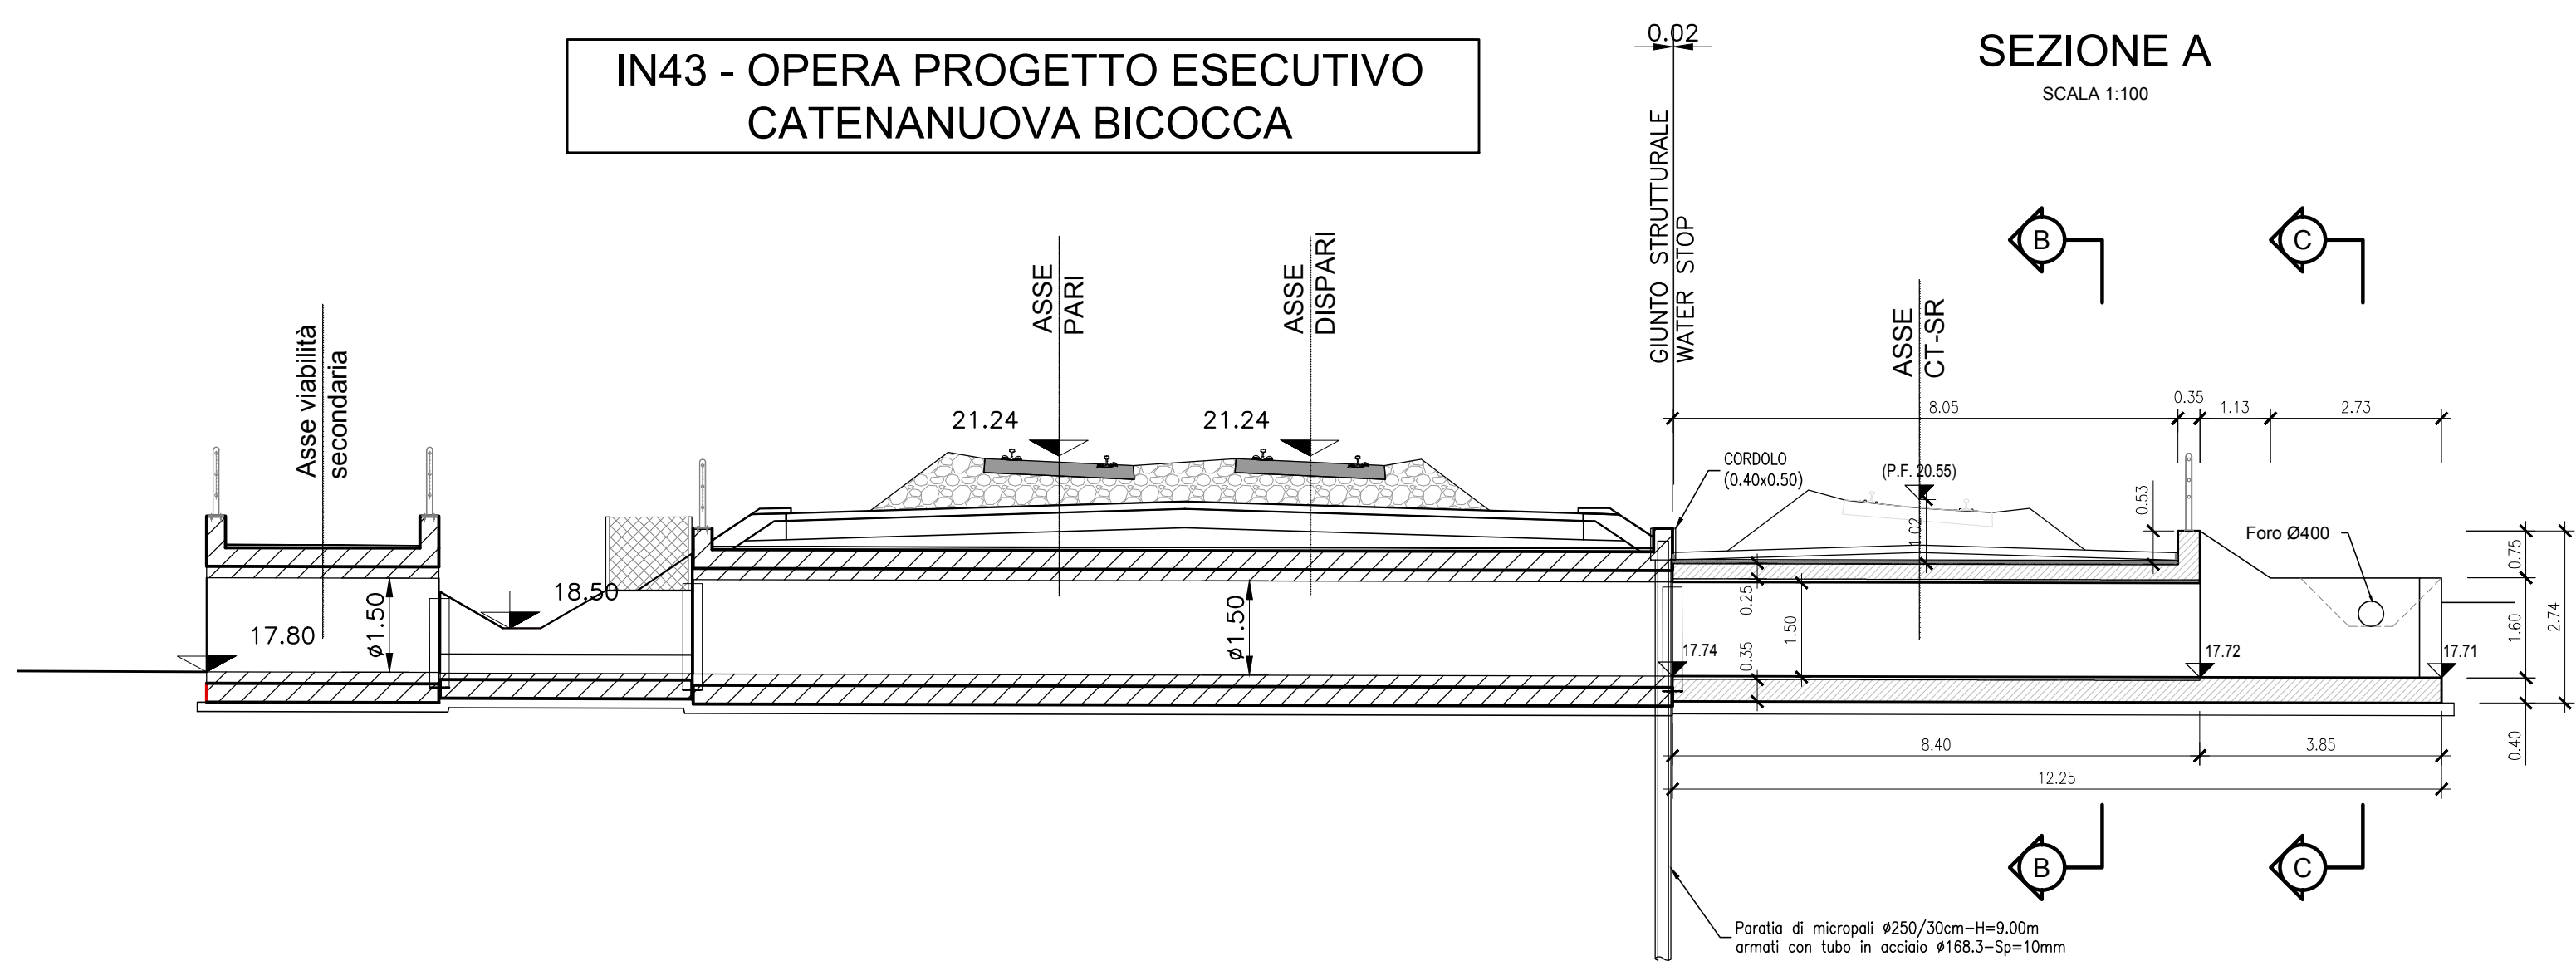 0.02
SEZIONE A
SCALA 1:100
IN43 - OPERA PROGETTO ESECUTIVO
CATENANUOVA BICOCCA
GIUNTO STRUTTURALE
WATER STOP
B
C
Asse viabilità
secondaria
ASSE
PARI
ASSE
DISPARI
ASSE
CT-SR
8.05
0.35
1.13
2.73
21.24
21.24
CORDOLO
(0.40x0.50)
(P.F. 20.55)
0.53
1.02
Foro Ø400
0.75
2.74
1.60
0.40
17.80
ø1.50
18.50
ø1.50
0.25
1.50
0.35
17.74
17.72
17.71
8.40
3.85
12.25
B
C
Paratia di micropali ø250/30cm-H=9.00m
armati con tubo in acciaio ø168.3-Sp=10mm